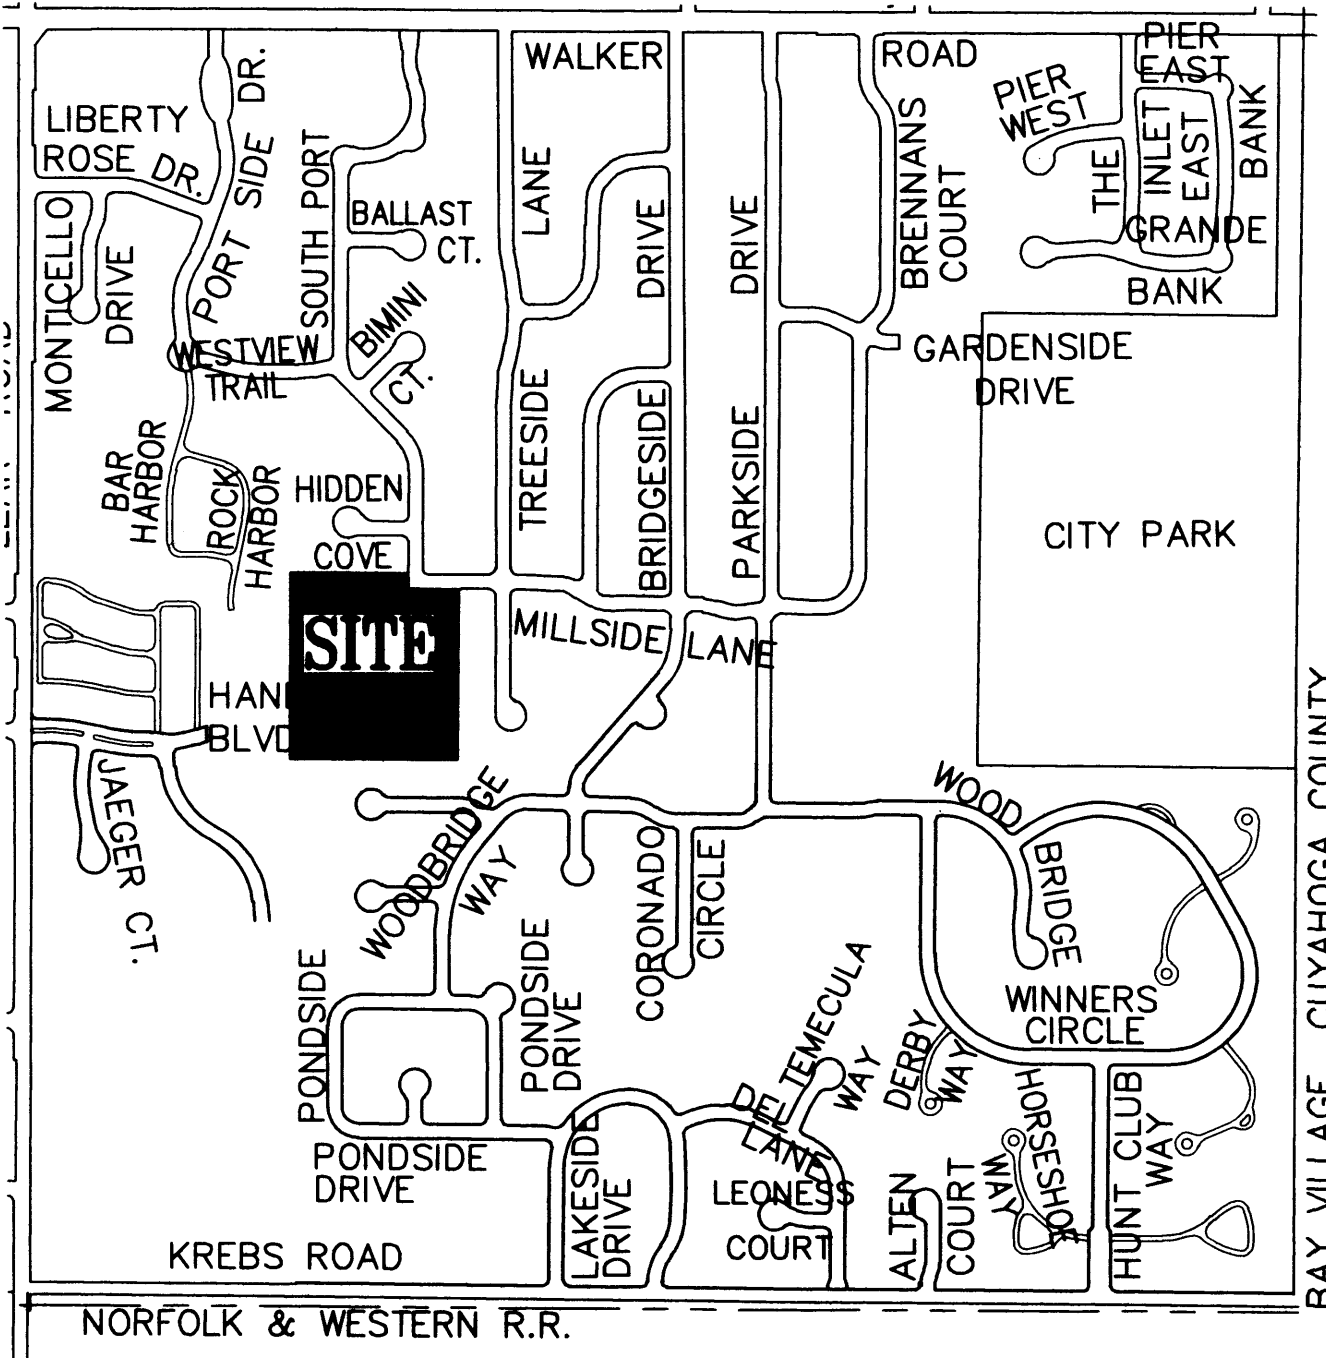 WALKER ROAD
PIER
EAST
PIER
WEST
THE
INLET
EAST
BANK
GRANDE
BANK
LIBERTY
ROSE DR.
PORT SIDE DR.
SOUTH PORT
BALLAST
CT.
BIMINI
CT.
MONTICELLO
DRIVE
WESTVIEW
TRAIL
TREESIDE LANE
BRIDGESIDE DRIVE
PARKSIDE DRIVE
BRENNANS
COURT
GARDENSIDE
DRIVE
CITY PARK
BAR
HARBOR
ROCK
HARBOR
HIDDEN
COVE
SITE
MILLSIDE LANE
HAN
BLVD
JAEGER CT.
WOODBRIDGE
WAY
WOOD
BRIDGE
CORONADO
CIRCLE
PONDSIDE
PONDSIDE
DRIVE
PONDSIDE
DRIVE
WINNERS
CIRCLE
DEL TEMECULA
LANE
WAY
DERBY
WAY
HORSESHOE
WAY
HUNT CLUB
WAY
LAKESIDE
DRIVE
LEONESS
COURT
ALTEN
COURT
KREBS ROAD
NORFOLK & WESTERN R.R.
BAY VILLAGE CUYAHOGA COUNTY